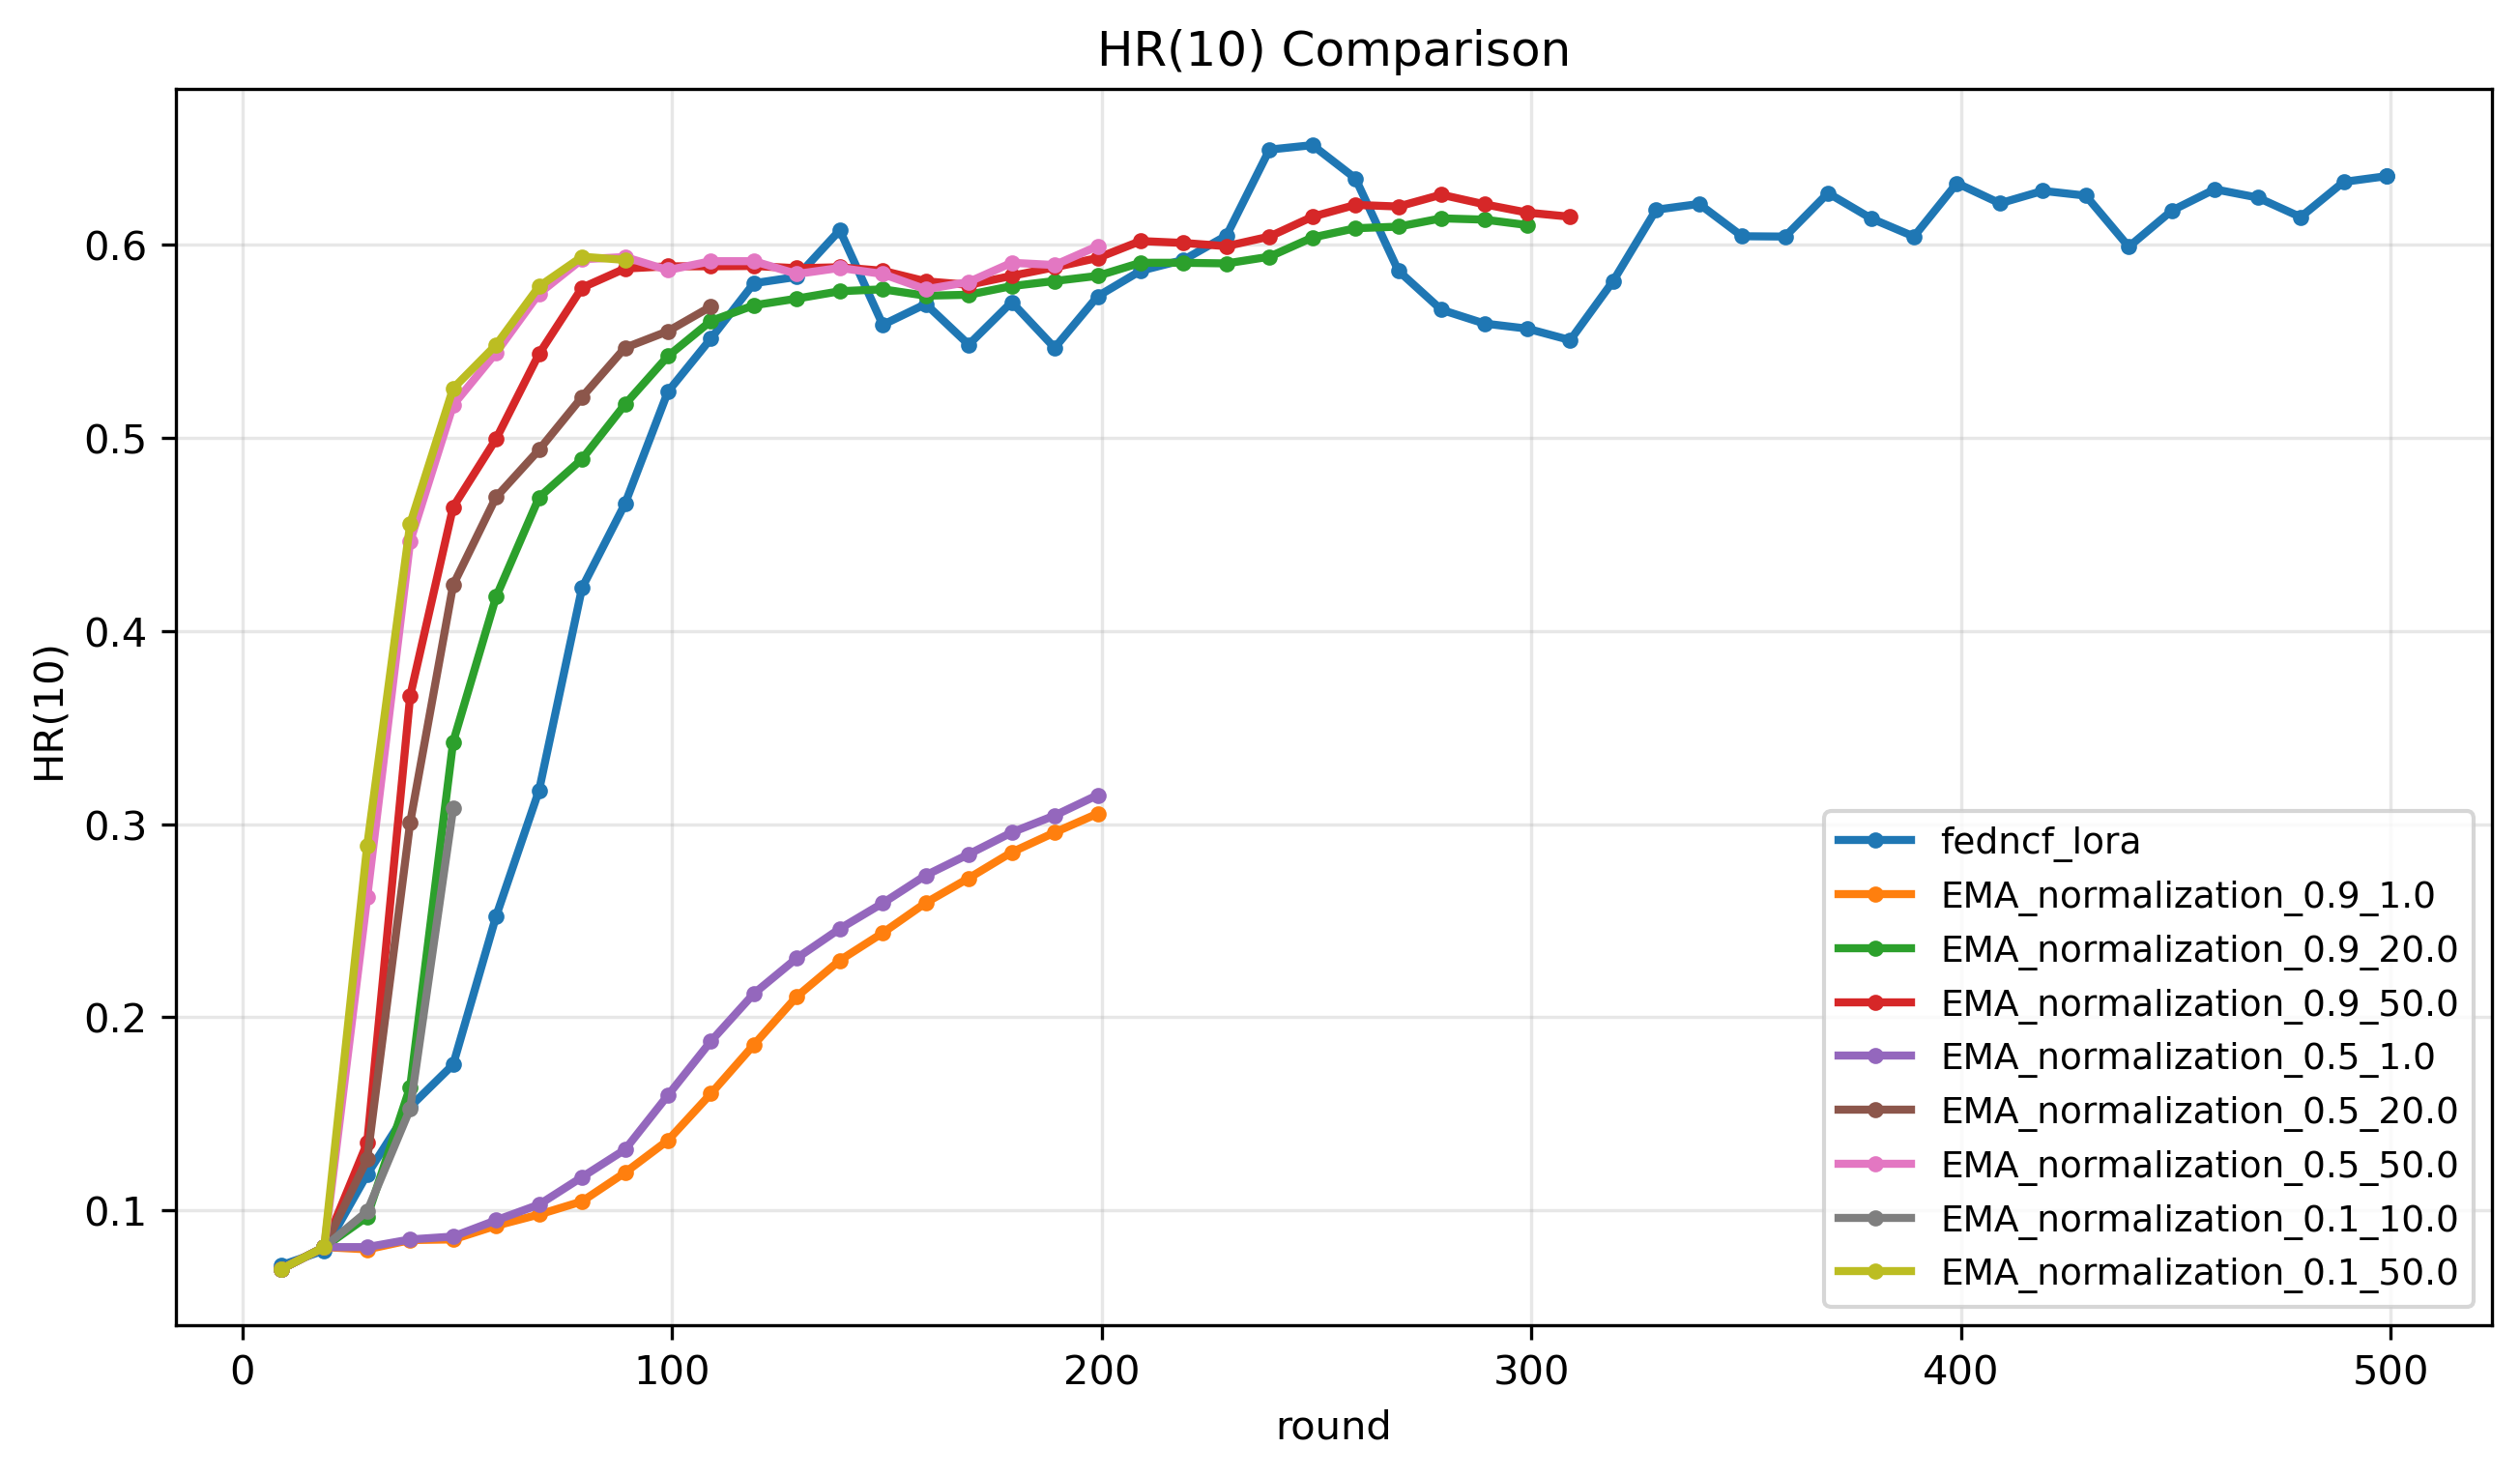 HR(10) Comparison
HR(10)
0.6
0.5
0.4
0.3
0.2
0.1
0 100 200 300 400 500
round
fedncf_lora
EMA_normalization_0.9_1.0
EMA_normalization_0.9_20.0
EMA_normalization_0.9_50.0
EMA_normalization_0.5_1.0
EMA_normalization_0.5_20.0
EMA_normalization_0.5_50.0
EMA_normalization_0.1_10.0
EMA_normalization_0.1_50.0